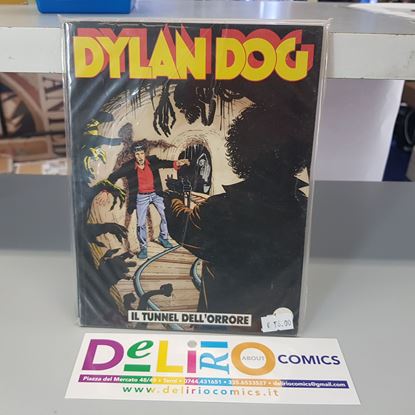 DYLAN DOG
IL TUNNEL DELL'ORRORE
DeLiRiO ABOUT COMICS
Piazza del Mercato 48/49 • Terni • 0744.431651 • 335.6533527 • deliriocomics@gmail.com
www.deliriocomics.it